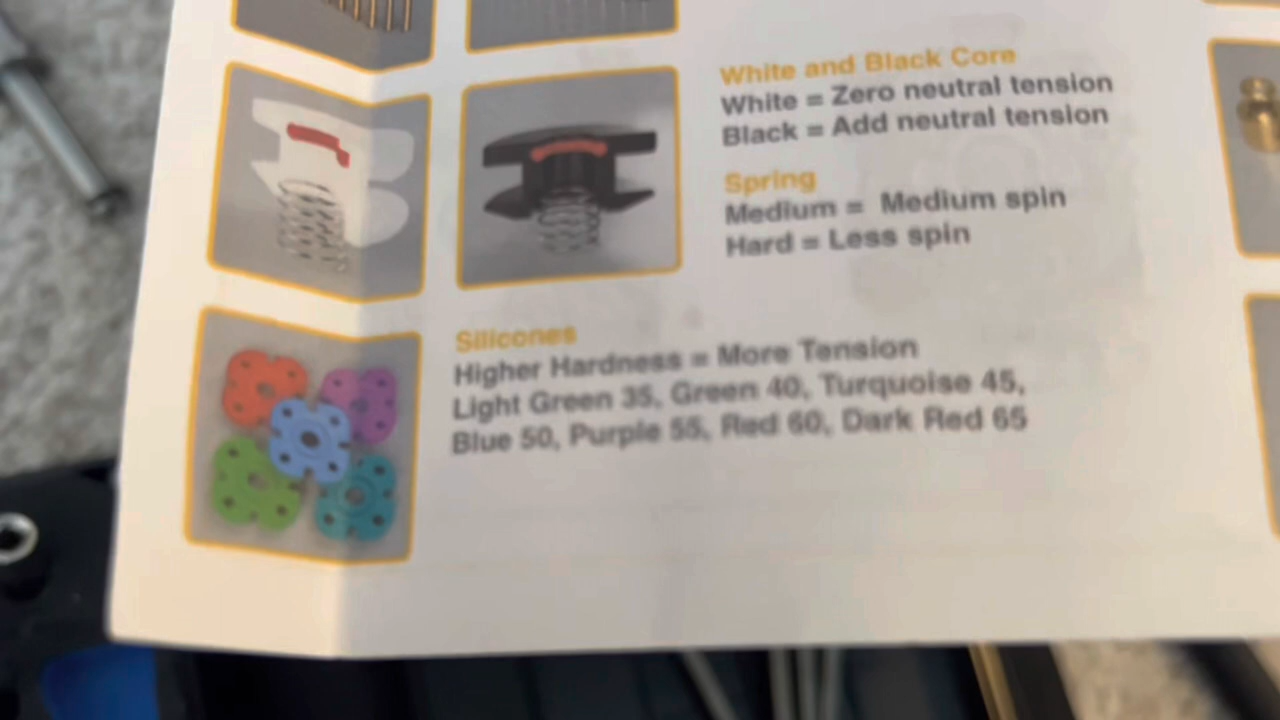 White and Black Core
White = Zero neutral tension
Black = Add neutral tension
Spring
Medium = Medium spin
Hard = Less spin
Silicones
Higher Hardness = More Tension
Light Green 35, Green 40, Turquoise 45,
Blue 50, Purple 55, Red 60, Dark Red 65